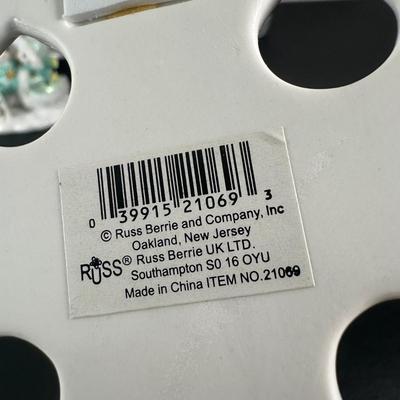 0 39915 21069 3
© Russ Berrie and Company, Inc
Oakland, New Jersey
RUSS® Russ Berrie UK LTD.
Southampton S0 16 OYU
Made in China ITEM NO.21069